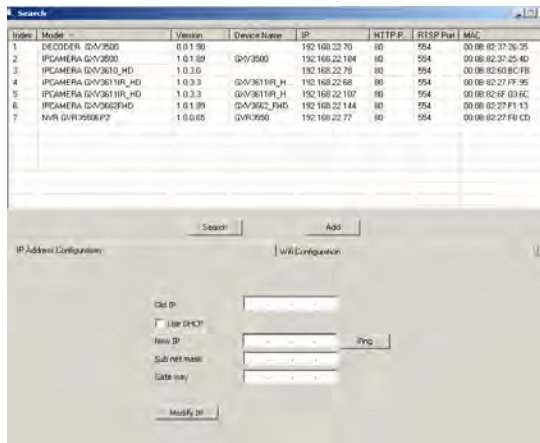 Search
Index Model Version Device Name IP HTTP P... RTSP Port MAC
1 DECODER GXV3500 0.0.1.90 192.168.22.70 80 554 00:0B:82:37:26:35
2 IPCAMERA GXV3500 1.0.1.89 GXV3500 192.168.22.184 80 554 00:0B:82:37:25:4D
3 IPCAMERA GXV3610_HD 1.0.3.0 192.168.22.78 80 554 00:0B:82:60:BC:FB
4 IPCAMERA GXV3611IR_HD 1.0.3.3 GXV3611IR_H... 192.168.22.68 80 554 00:0B:82:27:FF:95
5 IPCAMERA GXV3611IR_HD 1.0.3.3 GXV3611IR_H... 192.168.22.107 80 554 00:0B:82:6F:03:6C
6 IPCAMERA GXV3662FHD 1.0.1.89 GXV3662_FHD 192.168.22.144 80 554 00:0B:82:27:F1:13
7 NVR GVR3550EP2 1.0.0.65 GVR3550 192.168.22.77 80 554 00:0B:82:27:FB:CD
Search Add
IP Address Configuration Wifi Configuration
Old IP
Use DHCP
New IP Ping
Sub net mask
Gate way
Modify IP